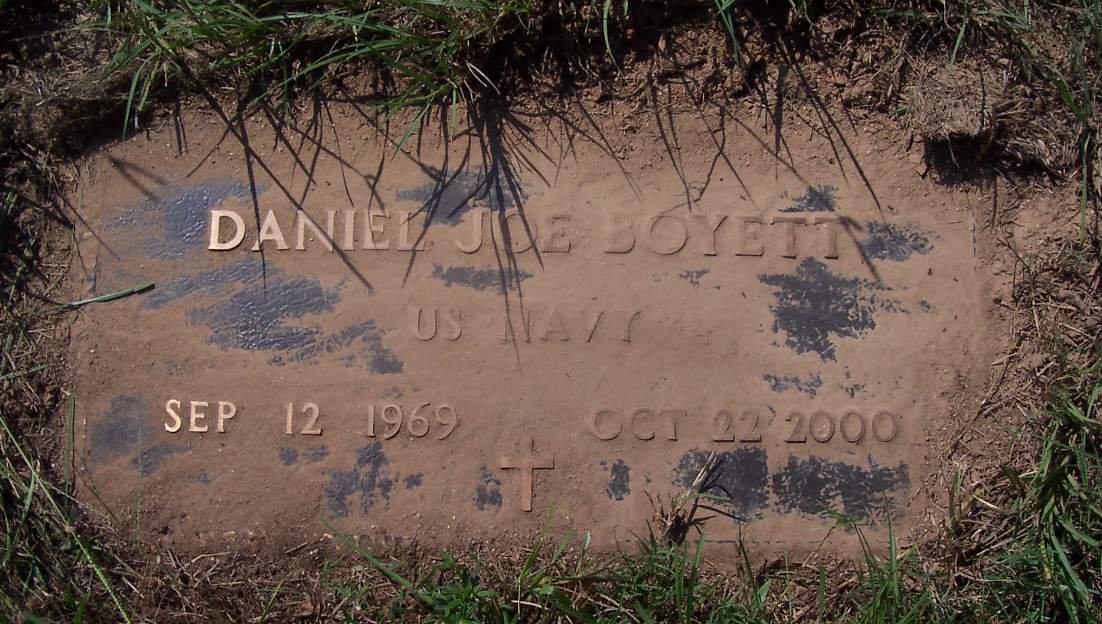 DANIEL JOE BOYETT
US NAVY
SEP 12 1969 OCT 22 2000